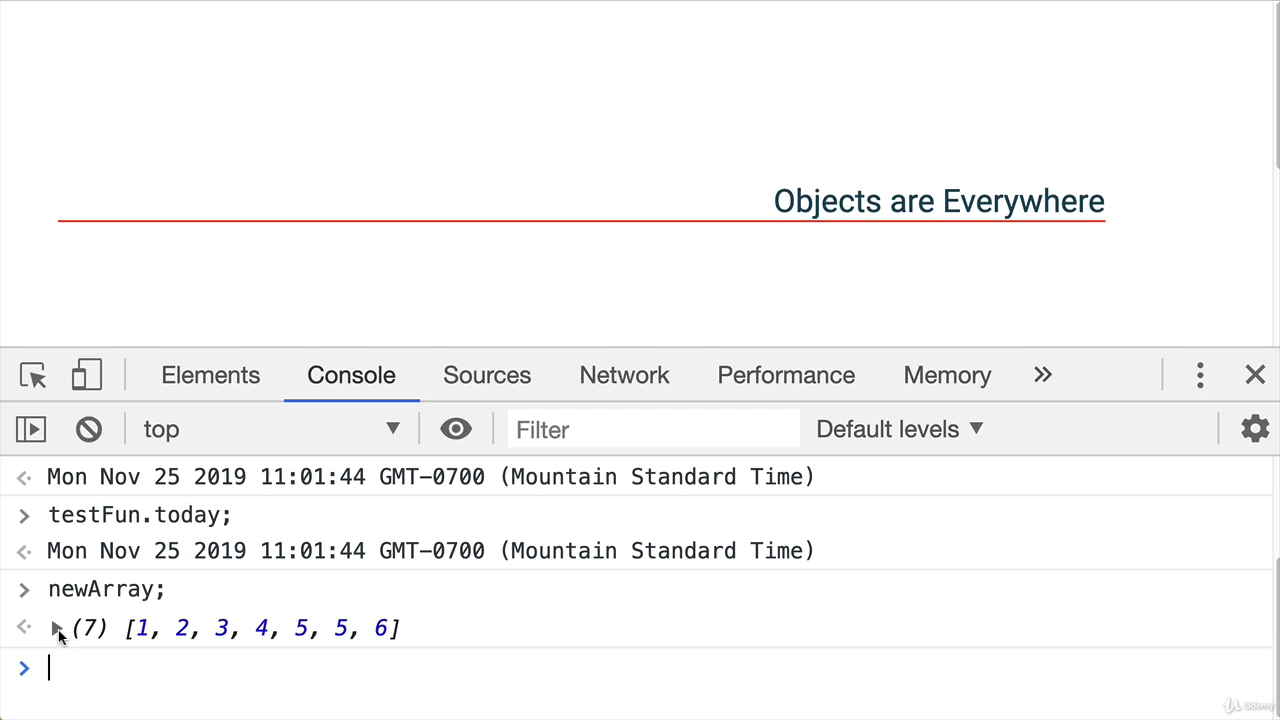 Objects are Everywhere
Elements Console Sources Network Performance Memory
top Filter Default levels
Mon Nov 25 2019 11:01:44 GMT-0700 (Mountain Standard Time)
testFun.today;
Mon Nov 25 2019 11:01:44 GMT-0700 (Mountain Standard Time)
newArray;
(7) [1, 2, 3, 4, 5, 5, 6]
Udemy